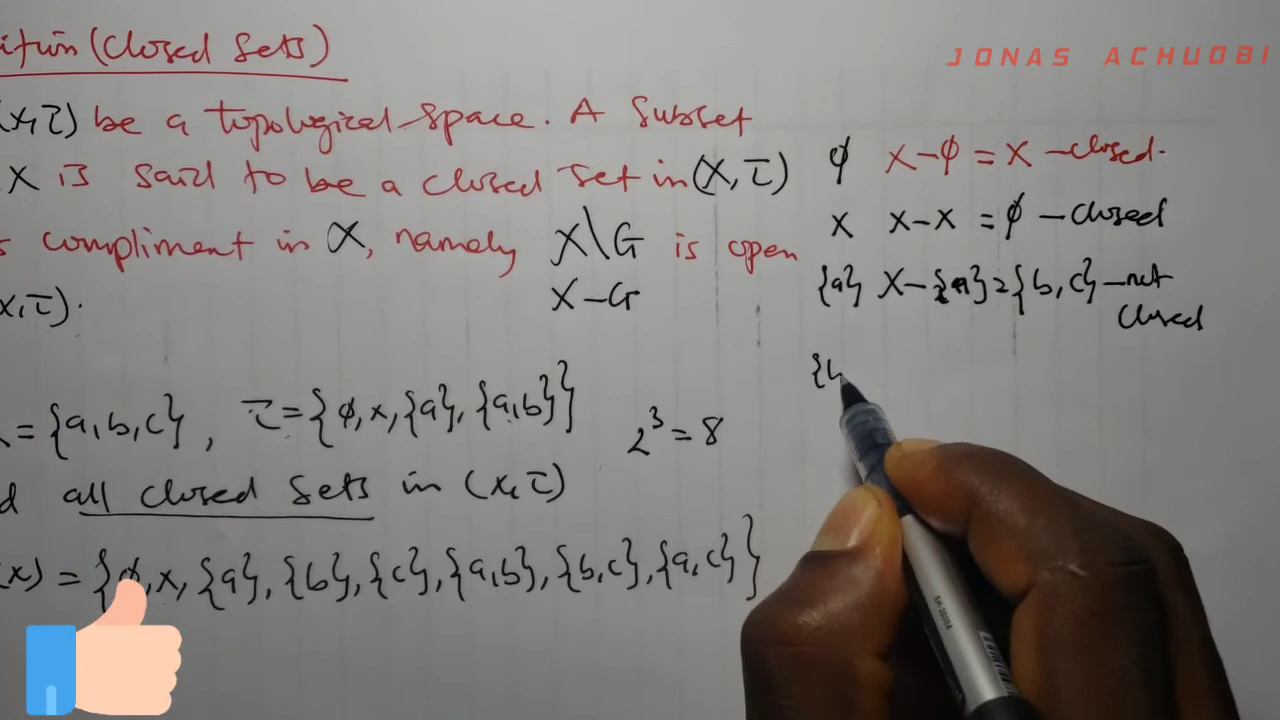 JONAS ACHUOBI
ition (Closed Sets)
(X,τ) be a topological space. A Subset
X is said to be a closed set in (X,τ)
s compliment in X, namely X\G is open
X-G
X,τ).
= {a,b,c}, τ = {φ,x,{a},{a,b}} 2³=8
d all closed Sets in (X,τ)
(x) = {φ,x,{a},{b},{c},{a,b},{b,c},{a,c}}
φ X-φ = X -closed.
X X-X = φ - Closed
{a} X-{a} = {b,c} - not
Closed
{b